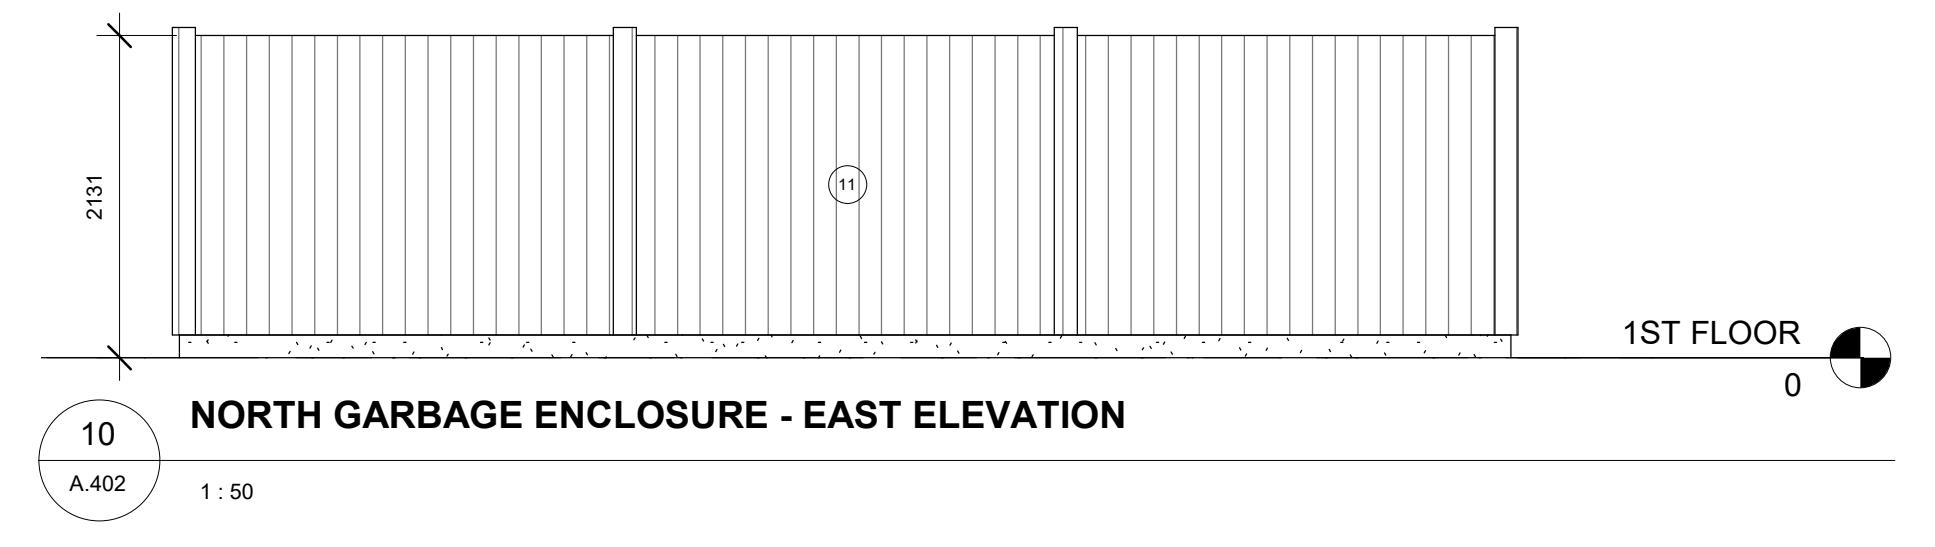 2131
11
1ST FLOOR
0
NORTH GARBAGE ENCLOSURE - EAST ELEVATION
10
A.402
1 : 50